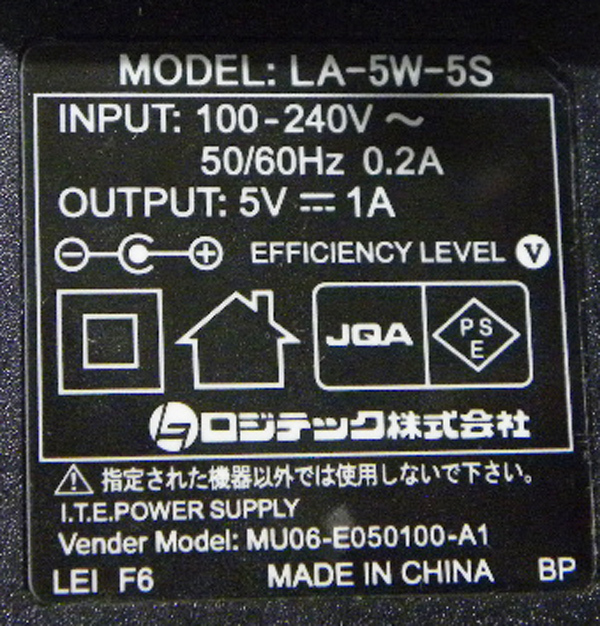 MODEL: LA-5W-5S
INPUT: 100-240V ～
50/60Hz 0.2A
OUTPUT: 5V ⎓ 1A
EFFICIENCY LEVEL V
JQA PSE
ロジテック株式会社
指定された機器以外では使用しないで下さい。
I.T.E.POWER SUPPLY
Vender Model: MU06-E050100-A1
LEI F6 MADE IN CHINA BP